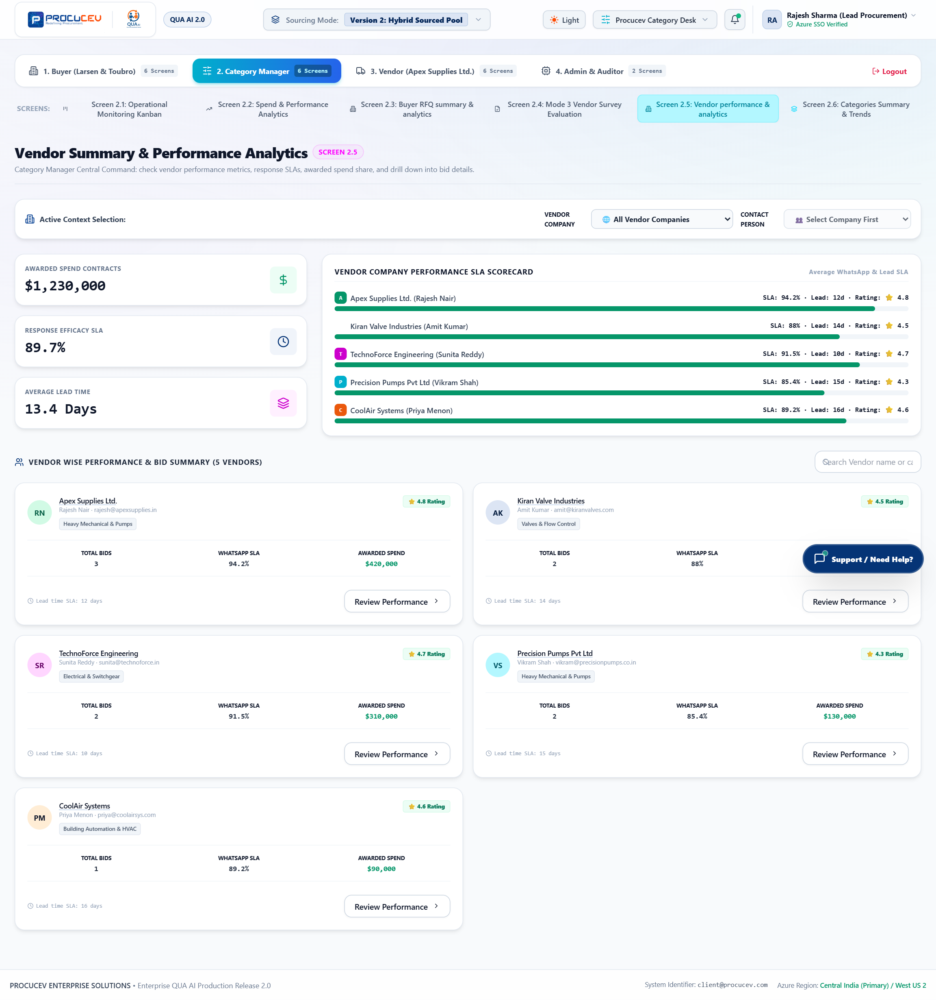 PROCUCEV
Redefining Procurement
QUA AI
QUA AI 2.0
Sourcing Mode: Version 2: Hybrid Sourced Pool
Light
Procucev Category Desk
RA
Rajesh Sharma (Lead Procurement)
Azure SSO Verified
1. Buyer (Larsen & Toubro) 6 Screens
2. Category Manager 6 Screens
3. Vendor (Apex Supplies Ltd.) 6 Screens
4. Admin & Auditor 2 Screens
Logout
SCREENS:
Screen 2.1: Operational
Monitoring Kanban
Screen 2.2: Spend & Performance
Analytics
Screen 2.3: Buyer RFQ summary &
analytics
Screen 2.4: Mode 3 Vendor Survey
Evaluation
Screen 2.5: Vendor performance &
analytics
Screen 2.6: Categories Summary
& Trends
Vendor Summary & Performance Analytics SCREEN 2.5
Category Manager Central Command: check vendor performance metrics, response SLAs, awarded spend share, and drill down into bid details.
Active Context Selection:
VENDOR
COMPANY
All Vendor Companies
CONTACT
PERSON
Select Company First
AWARDED SPEND CONTRACTS
$1,230,000
RESPONSE EFFICACY SLA
89.7%
AVERAGE LEAD TIME
13.4 Days
VENDOR COMPANY PERFORMANCE SLA SCORECARD
Average WhatsApp & Lead SLA
A Apex Supplies Ltd. (Rajesh Nair) SLA: 94.2% · Lead: 12d · Rating: ⭐ 4.8
Kiran Valve Industries (Amit Kumar) SLA: 88% · Lead: 14d · Rating: ⭐ 4.5
T TechnoForce Engineering (Sunita Reddy) SLA: 91.5% · Lead: 10d · Rating: ⭐ 4.7
P Precision Pumps Pvt Ltd (Vikram Shah) SLA: 85.4% · Lead: 15d · Rating: ⭐ 4.3
C CoolAir Systems (Priya Menon) SLA: 89.2% · Lead: 16d · Rating: ⭐ 4.6
VENDOR WISE PERFORMANCE & BID SUMMARY (5 VENDORS)
Search Vendor name or ca
RN
Apex Supplies Ltd.
Rajesh Nair · rajesh@apexsupplies.in
Heavy Mechanical & Pumps
⭐ 4.8 Rating
TOTAL BIDS WHATSAPP SLA AWARDED SPEND
3 94.2% $420,000
Lead time SLA: 12 days
Review Performance
AK
Kiran Valve Industries
Amit Kumar · amit@kiranvalves.com
Valves & Flow Control
⭐ 4.5 Rating
TOTAL BIDS WHATSAPP SLA
2 88%
Support / Need Help?
Lead time SLA: 14 days
Review Performance
SR
TechnoForce Engineering
Sunita Reddy · sunita@technoforce.in
Electrical & Switchgear
⭐ 4.7 Rating
TOTAL BIDS WHATSAPP SLA AWARDED SPEND
2 91.5% $310,000
Lead time SLA: 10 days
Review Performance
VS
Precision Pumps Pvt Ltd
Vikram Shah · vikram@precisionpumps.co.in
Heavy Mechanical & Pumps
⭐ 4.3 Rating
TOTAL BIDS WHATSAPP SLA AWARDED SPEND
2 85.4% $130,000
Lead time SLA: 15 days
Review Performance
PM
CoolAir Systems
Priya Menon · priya@coolairsys.com
Building Automation & HVAC
⭐ 4.6 Rating
TOTAL BIDS WHATSAPP SLA AWARDED SPEND
1 89.2% $90,000
Lead time SLA: 16 days
Review Performance
PROCUCEV ENTERPRISE SOLUTIONS • Enterprise QUA AI Production Release 2.0
System Identifier: client@procucev.com Azure Region: Central India (Primary) / West US 2